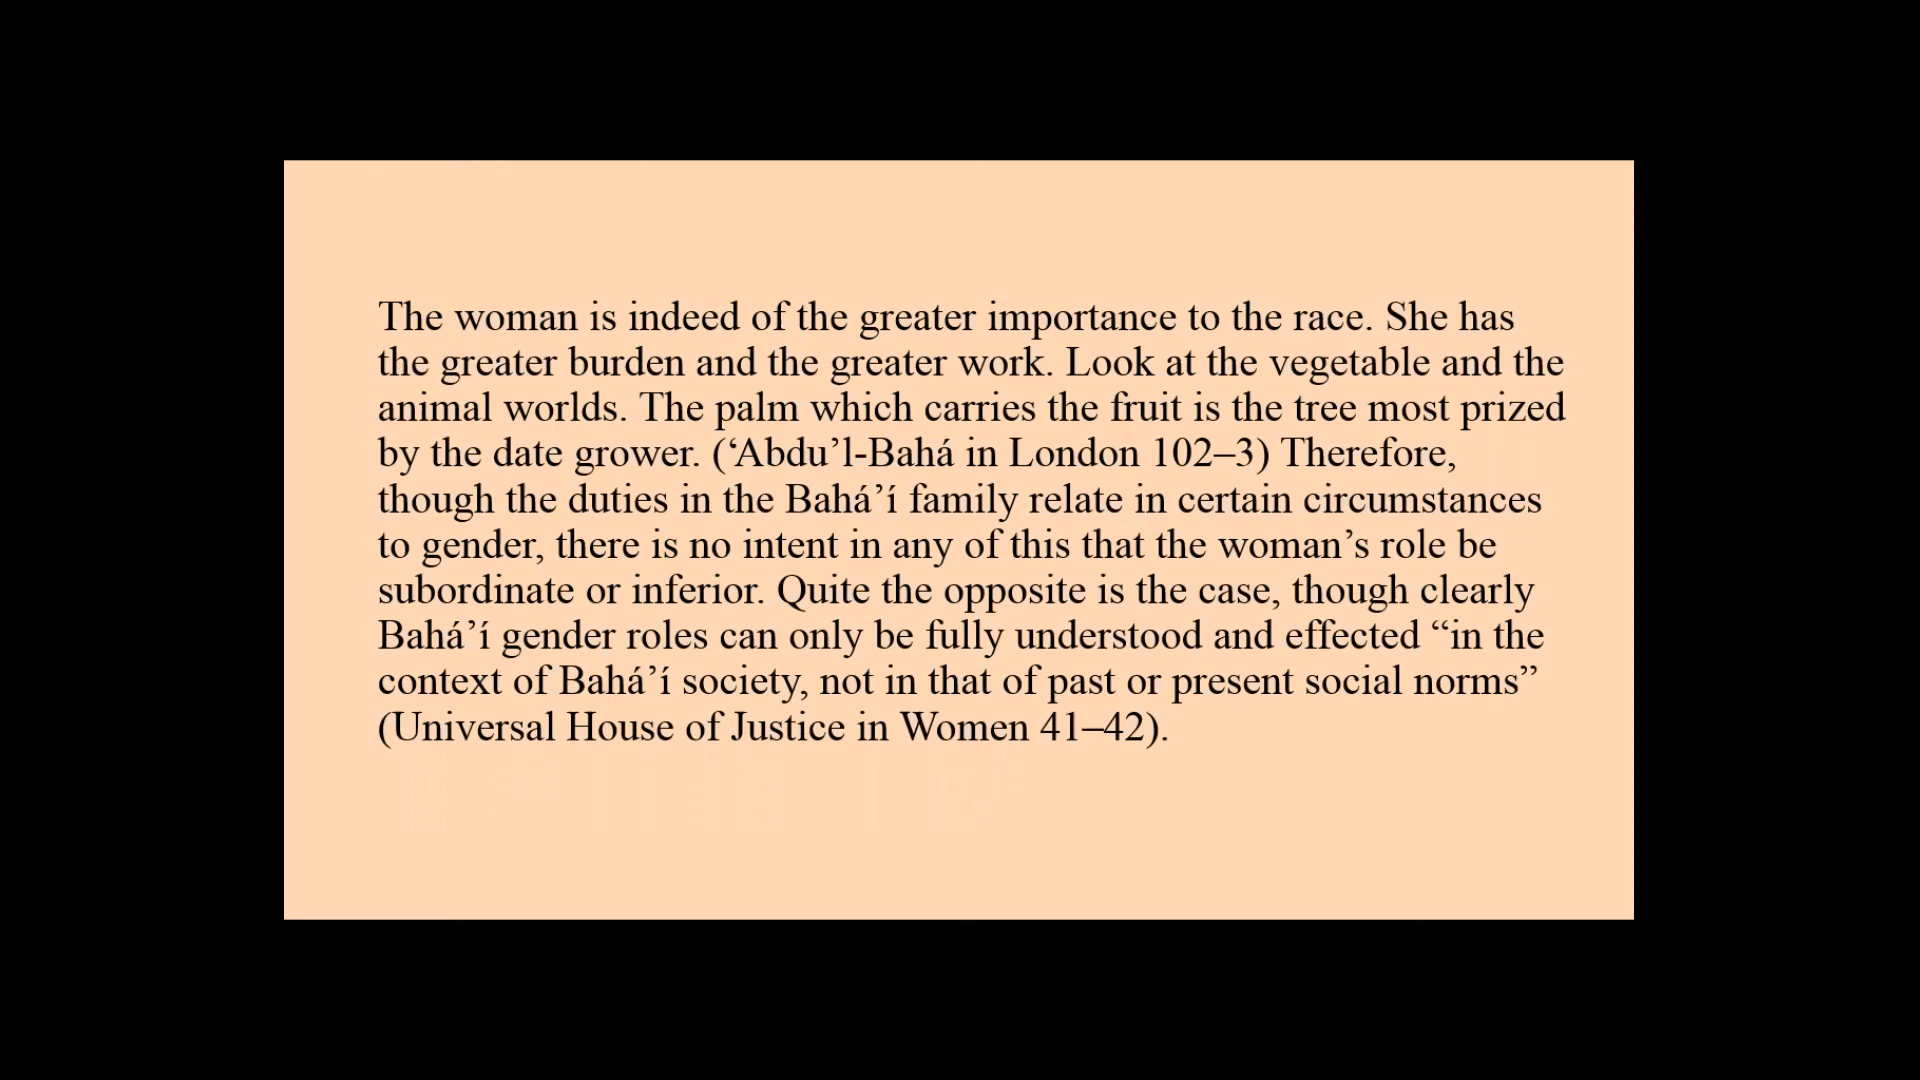 The woman is indeed of the greater importance to the race. She has
the greater burden and the greater work. Look at the vegetable and the
animal worlds. The palm which carries the fruit is the tree most prized
by the date grower. (‘Abdu’l-Bahá in London 102–3) Therefore,
though the duties in the Bahá’í family relate in certain circumstances
to gender, there is no intent in any of this that the woman’s role be
subordinate or inferior. Quite the opposite is the case, though clearly
Bahá’í gender roles can only be fully understood and effected “in the
context of Bahá’í society, not in that of past or present social norms”
(Universal House of Justice in Women 41–42).